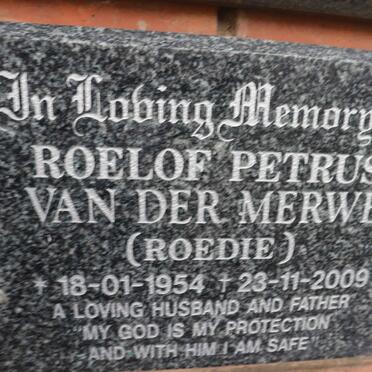 In Loving Memory
ROELOF PETRUS
VAN DER MERWE
(ROEDIE)
* 18-01-1954 † 23-11-2009
A LOVING HUSBAND AND FATHER
"MY GOD IS MY PROTECTION
AND WITH HIM I AM SAFE"